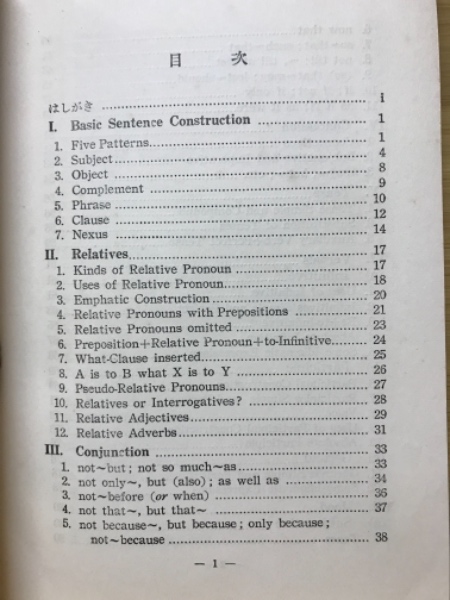 目次
はしがき ... i
I. Basic Sentence Construction ... 1
1. Five Patterns ... 1
2. Subject ... 4
3. Object ... 8
4. Complement ... 9
5. Phrase ... 10
6. Clause ... 12
7. Nexus ... 14
II. Relatives ... 17
1. Kinds of Relative Pronoun ... 17
2. Uses of Relative Pronoun ... 18
3. Emphatic Construction ... 20
4. Relative Pronouns with Prepositions ... 21
5. Relative Pronouns omitted ... 23
6. Preposition+Relative Pronoun+to-Infinitive ... 24
7. What-Clause inserted ... 25
8. A is to B what X is to Y ... 26
9. Pseudo-Relative Pronouns ... 27
10. Relatives or Interrogatives? ... 28
11. Relative Adjectives ... 29
12. Relative Adverbs ... 31
III. Conjunction ... 33
1. not~but; not so much~as ... 33
2. not only~, but (also); as well as ... 34
3. not~before (or when) ... 36
4. not that~, but that~ ... 37
5. not because~, but because; only because;
not~because ... 38
— 1 —